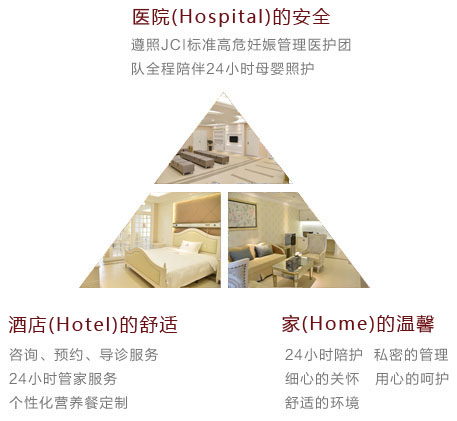 医院(Hospital)的安全
遵照JCI标准高危妊娠管理医护团
队全程陪伴24小时母婴照护
酒店(Hotel)的舒适
咨询、预约、导诊服务
24小时管家服务
个性化营养餐定制
家(Home)的温馨
24小时陪护 私密的管理
细心的关怀 用心的呵护
舒适的环境